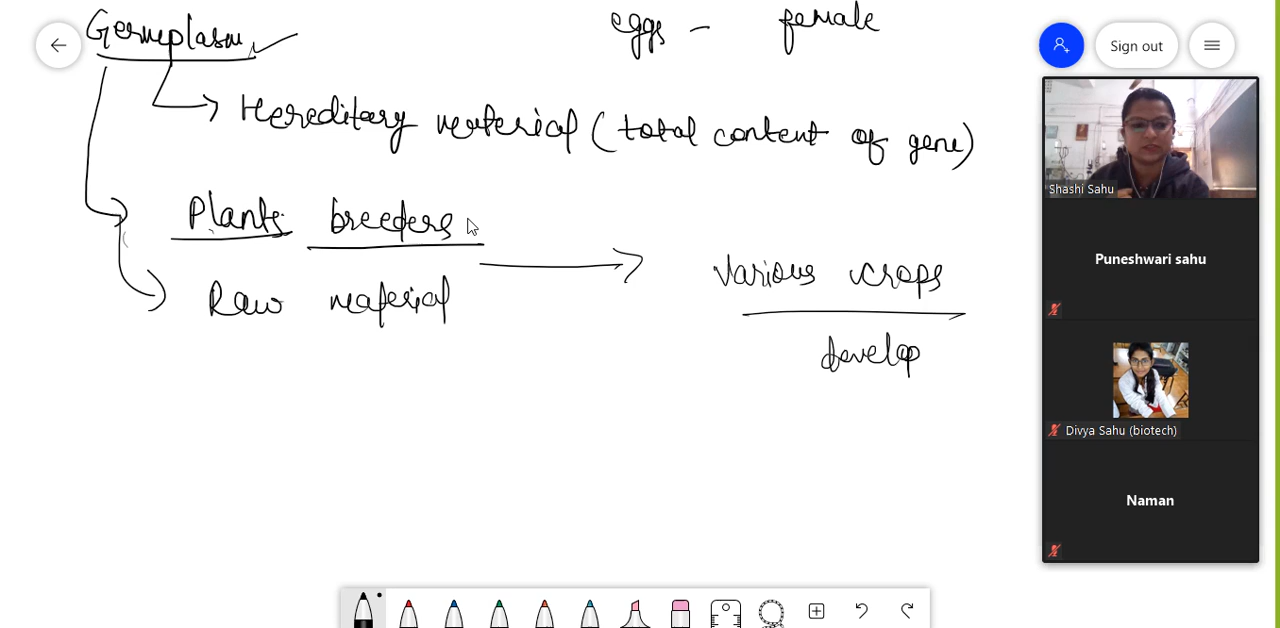 Germplasm
eggs - female
Hereditary material (total content of gene)
Plants breeders
Raw material
various crops
develop
Sign out
Shashi Sahu
Puneshwari sahu
Divya Sahu (biotech)
Naman